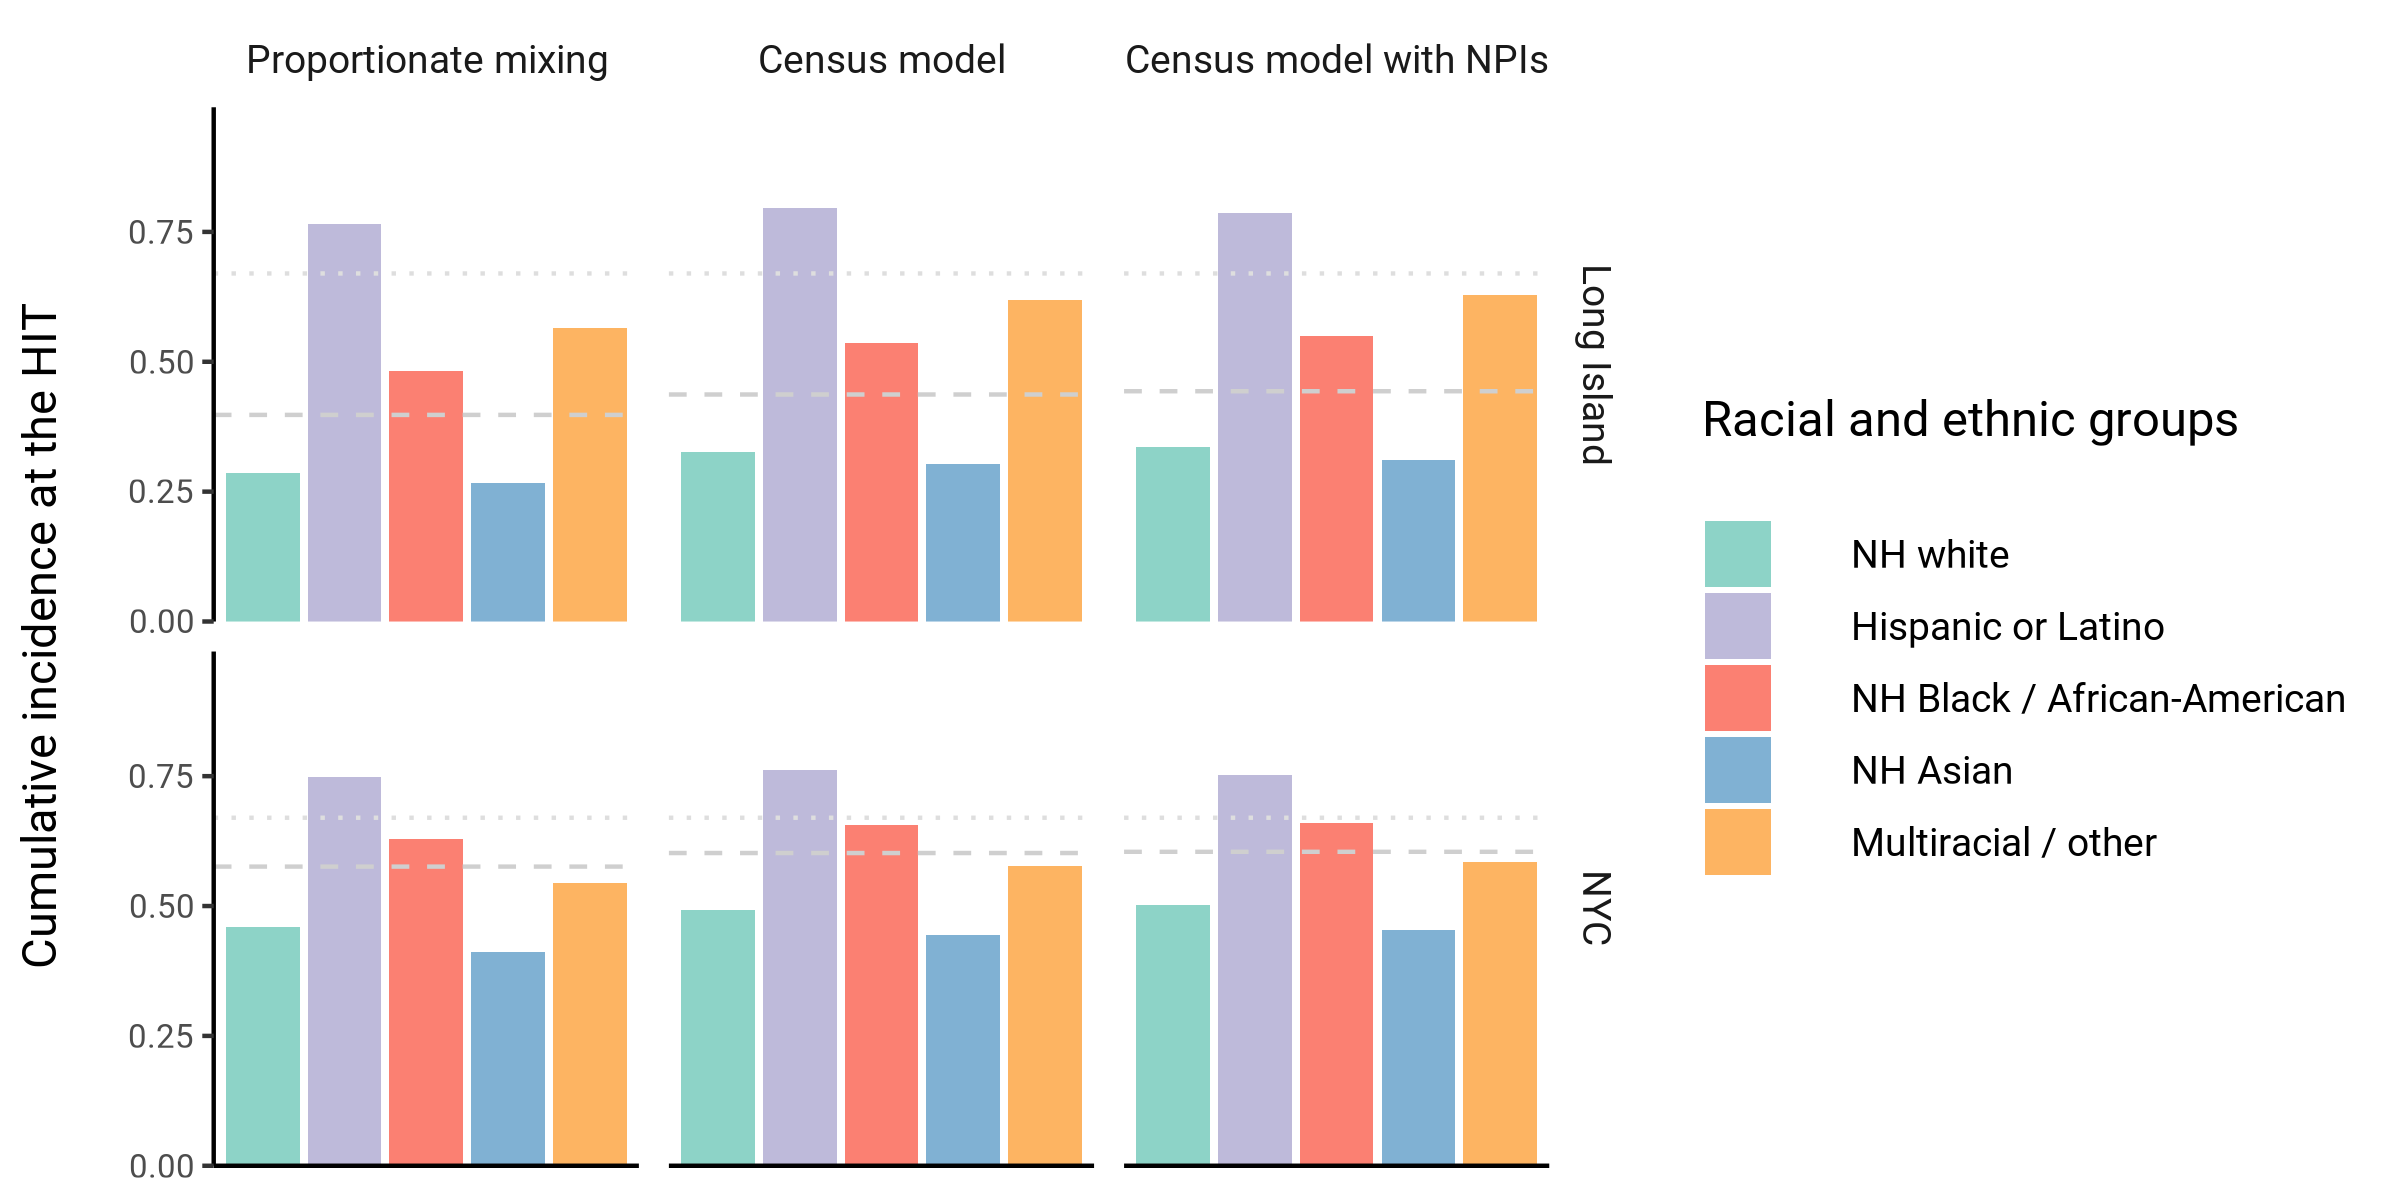 Proportionate mixing
Census model
Census model with NPIs
Cumulative incidence at the HIT
0.75
0.50
0.25
0.00
Long Island
0.75
0.50
0.25
0.00
NYC
Racial and ethnic groups
NH white
Hispanic or Latino
NH Black / African-American
NH Asian
Multiracial / other